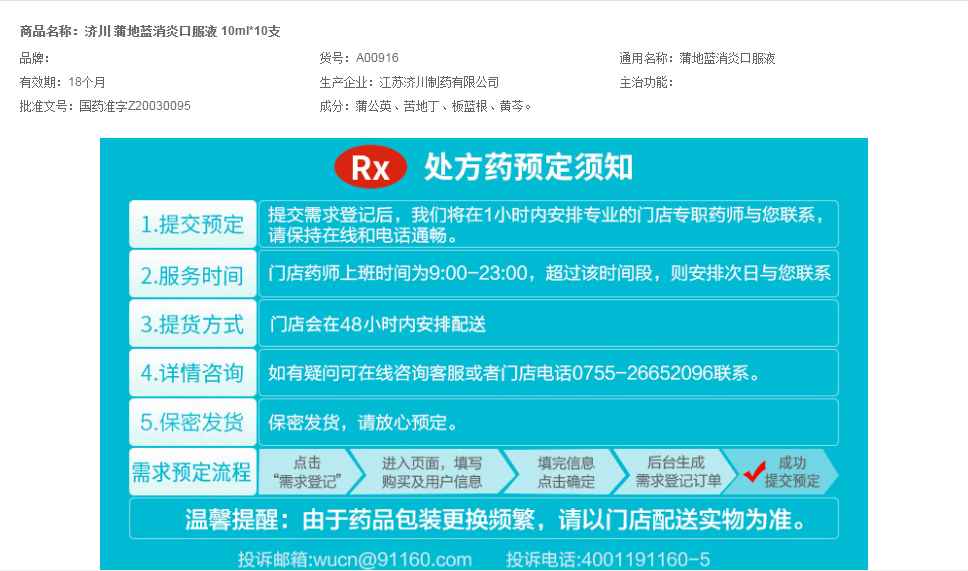 商品名称：济川 蒲地蓝消炎口服液 10ml*10支
品牌： 货号：A00916 通用名称：蒲地蓝消炎口服液
有效期：18个月 生产企业：江苏济川制药有限公司 主治功能：
批准文号：国药准字Z20030095 成分：蒲公英、苦地丁、板蓝根、黄芩。
Rx 处方药预定须知
1.提交预定
提交需求登记后，我们将在1小时内安排专业的门店专职药师与您联系，
请保持在线和电话通畅。
2.服务时间 门店药师上班时间为9:00-23:00，超过该时间段，则安排次日与您联系
3.提货方式 门店会在48小时内安排配送
4.详情咨询 如有疑问可在线咨询客服或者门店电话0755-26652096联系。
5.保密发货 保密发货，请放心预定。
需求预定流程
点击
“需求登记”
进入页面，填写
购买及用户信息
填完信息
点击确定
后台生成
需求登记订单
成功
提交预定
温馨提醒：由于药品包装更换频繁，请以门店配送实物为准。
投诉邮箱:wucn@91160.com 投诉电话:4001191160-5